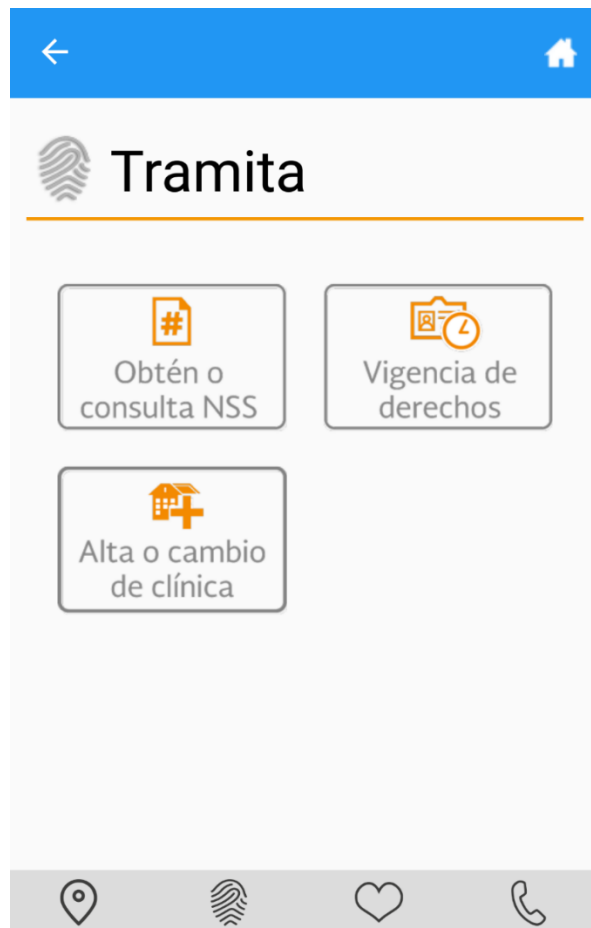 Tramita
Obtén o
consulta NSS
Vigencia de
derechos
Alta o cambio
de clínica